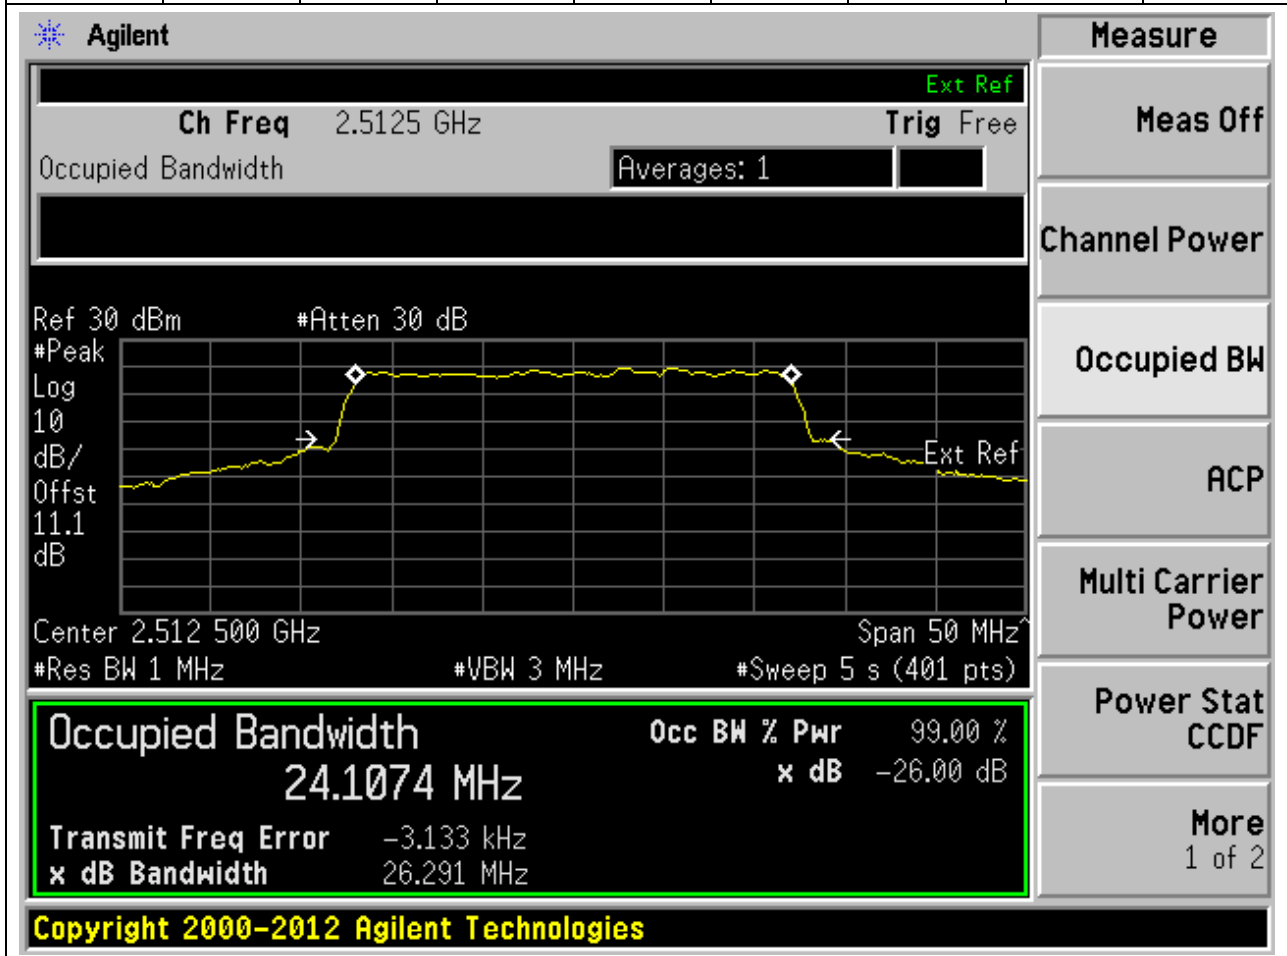 Agilent
Measure
Ext Ref
Ch Freq 2.5125 GHz Trig Free
Meas Off
Occupied Bandwidth Averages: 1
Channel Power
Ref 30 dBm #Atten 30 dB
#Peak
Log
10
dB/
Offst
11.1
dB
Ext Ref
Occupied BW
ACP
Center 2.512 500 GHz Span 50 MHz^
#Res BW 1 MHz #VBW 3 MHz #Sweep 5 s (401 pts)
Multi Carrier
Power
Occupied Bandwidth Occ BW % Pwr 99.00 %
24.1074 MHz x dB -26.00 dB
Transmit Freq Error -3.133 kHz
x dB Bandwidth 26.291 MHz
Power Stat
CCDF
More
1 of 2
Copyright 2000-2012 Agilent Technologies